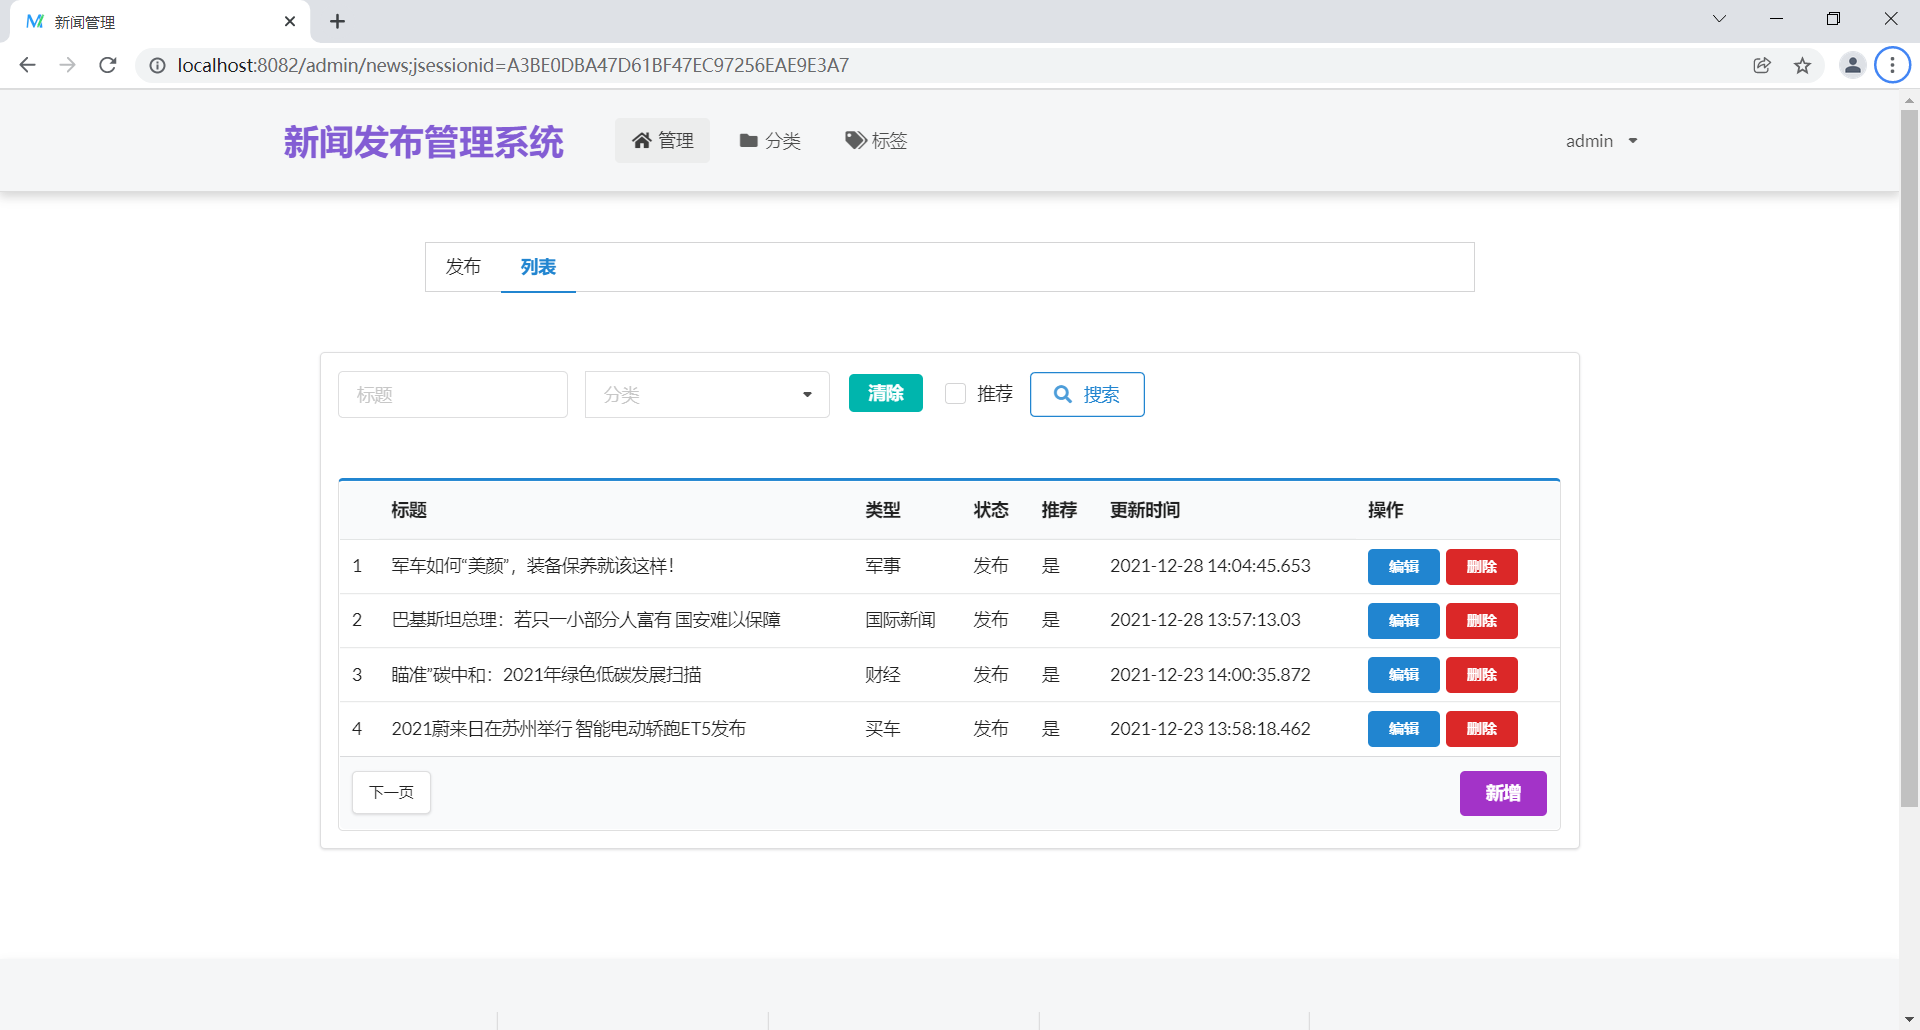 新闻管理
localhost:8082/admin/news;jsessionid=A3BE0DBA47D61BF47EC97256EAE9E3A7
新闻发布管理系统 管理 分类 标签 admin
发布 列表
标题 分类 清除 推荐 搜索
标题 类型 状态 推荐 更新时间 操作
1 军车如何“美颜”，装备保养就该这样！ 军事 发布 是 2021-12-28 14:04:45.653 编辑 删除
2 巴基斯坦总理：若只一小部分人富有 国安难以保障 国际新闻 发布 是 2021-12-28 13:57:13.03 编辑 删除
3 瞄准”碳中和：2021年绿色低碳发展扫描 财经 发布 是 2021-12-23 14:00:35.872 编辑 删除
4 2021蔚来日在苏州举行 智能电动轿跑ET5发布 买车 发布 是 2021-12-23 13:58:18.462 编辑 删除
下一页 新增